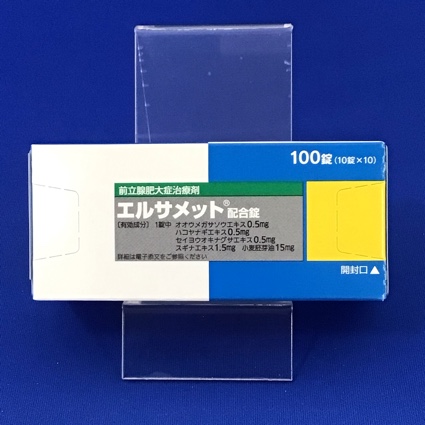 100錠(10錠×10)
前立腺肥大症治療剤
エルサメット®配合錠
[有効成分] 1錠中 オオウメガサソウエキス0.5mg
ハコヤナギエキス0.5mg
セイヨウオキナグサエキス0.5mg
スギナエキス1.5mg 小麦胚芽油15mg
詳細は電子添文をご参照ください
開封口▲